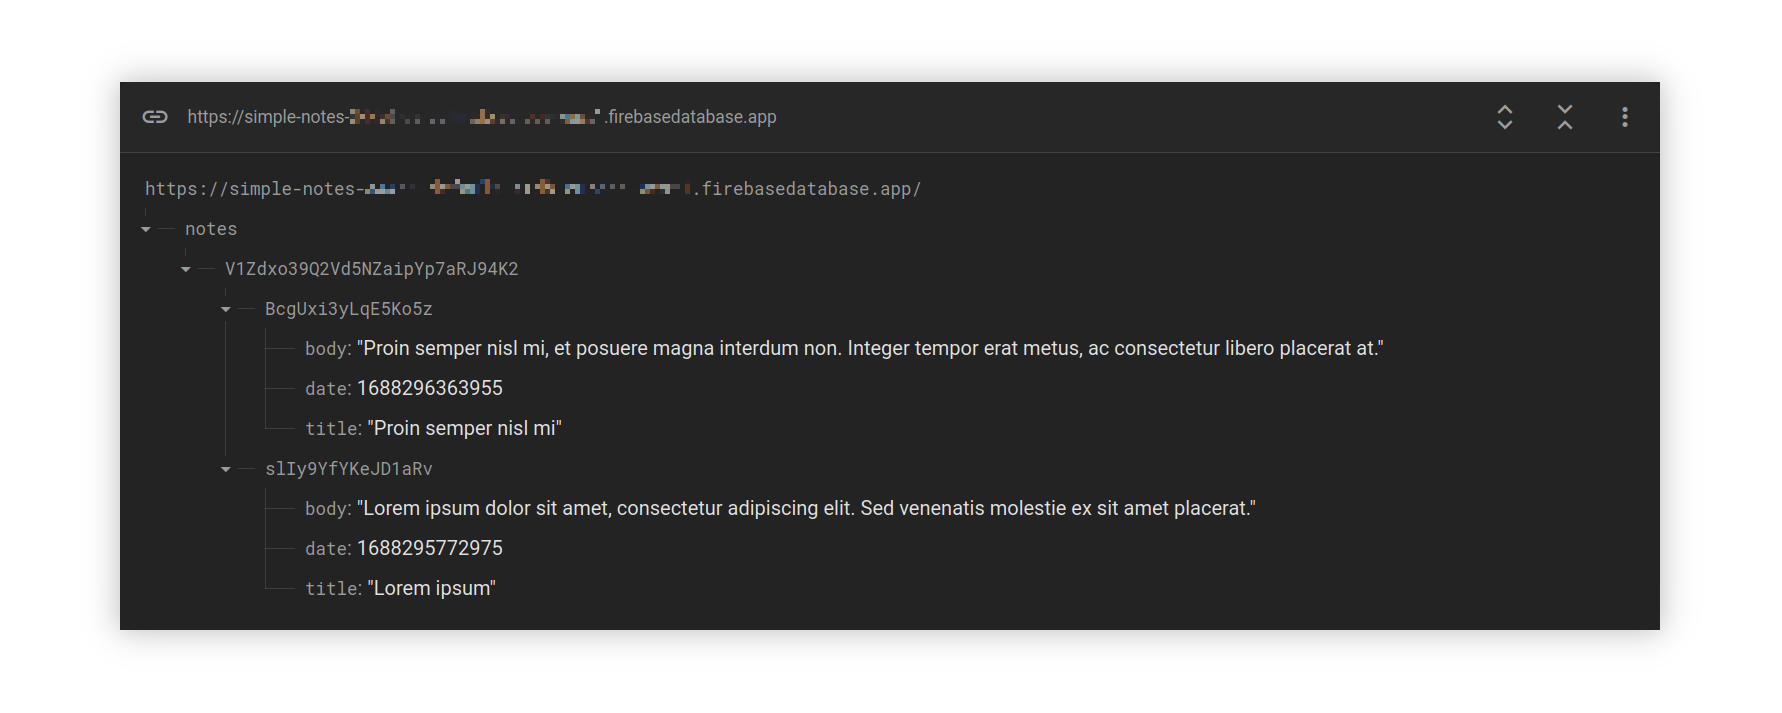 https://simple-notes- .firebasedatabase.app
https://simple-notes- .firebasedatabase.app/
notes
V1Zdxo39Q2Vd5NZaipYp7aRJ94K2
BcgUxi3yLqE5Ko5z
body: "Proin semper nisl mi, et posuere magna interdum non. Integer tempor erat metus, ac consectetur libero placerat at."
date: 1688296363955
title: "Proin semper nisl mi"
slIy9YfYKeJD1aRv
body: "Lorem ipsum dolor sit amet, consectetur adipiscing elit. Sed venenatis molestie ex sit amet placerat."
date: 1688295772975
title: "Lorem ipsum"